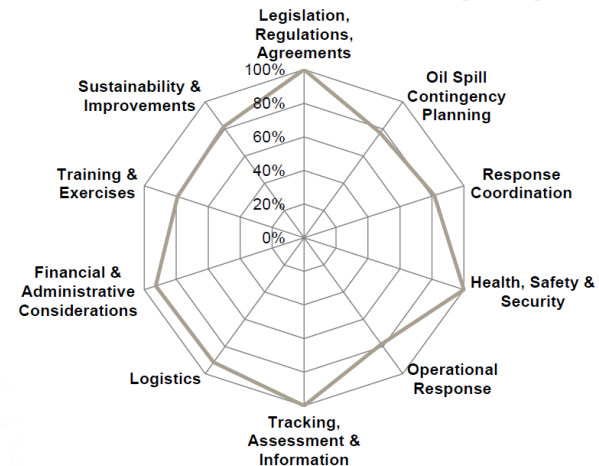 Legislation,
Regulations,
Agreements
100%
80%
60%
40%
20%
0%
Oil Spill
Contingency
Planning
Response
Coordination
Health, Safety &
Security
Operational
Response
Tracking,
Assessment &
Information
Logistics
Financial &
Administrative
Considerations
Training &
Exercises
Sustainability &
Improvements